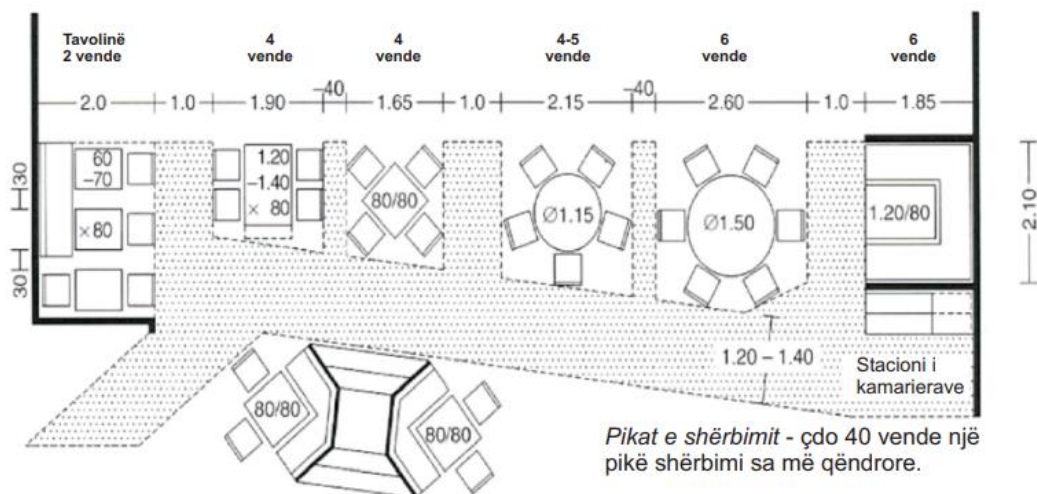 Tavolinë
2 vende
4
vende
4
vende
4-5
vende
6
vende
6
vende
2.0
1.0
1.90
–40
1.65
1.0
2.15
–40
2.60
1.0
1.85
30
60
–70
×80
30
1.20
–1.40
× 80
80/80
Ø1.15
Ø1.50
1.20/80
2.10
1.20 – 1.40
Stacioni i
kamarierave
80/80
80/80
Pikat e shërbimit - çdo 40 vende një
pikë shërbimi sa më qëndrore.